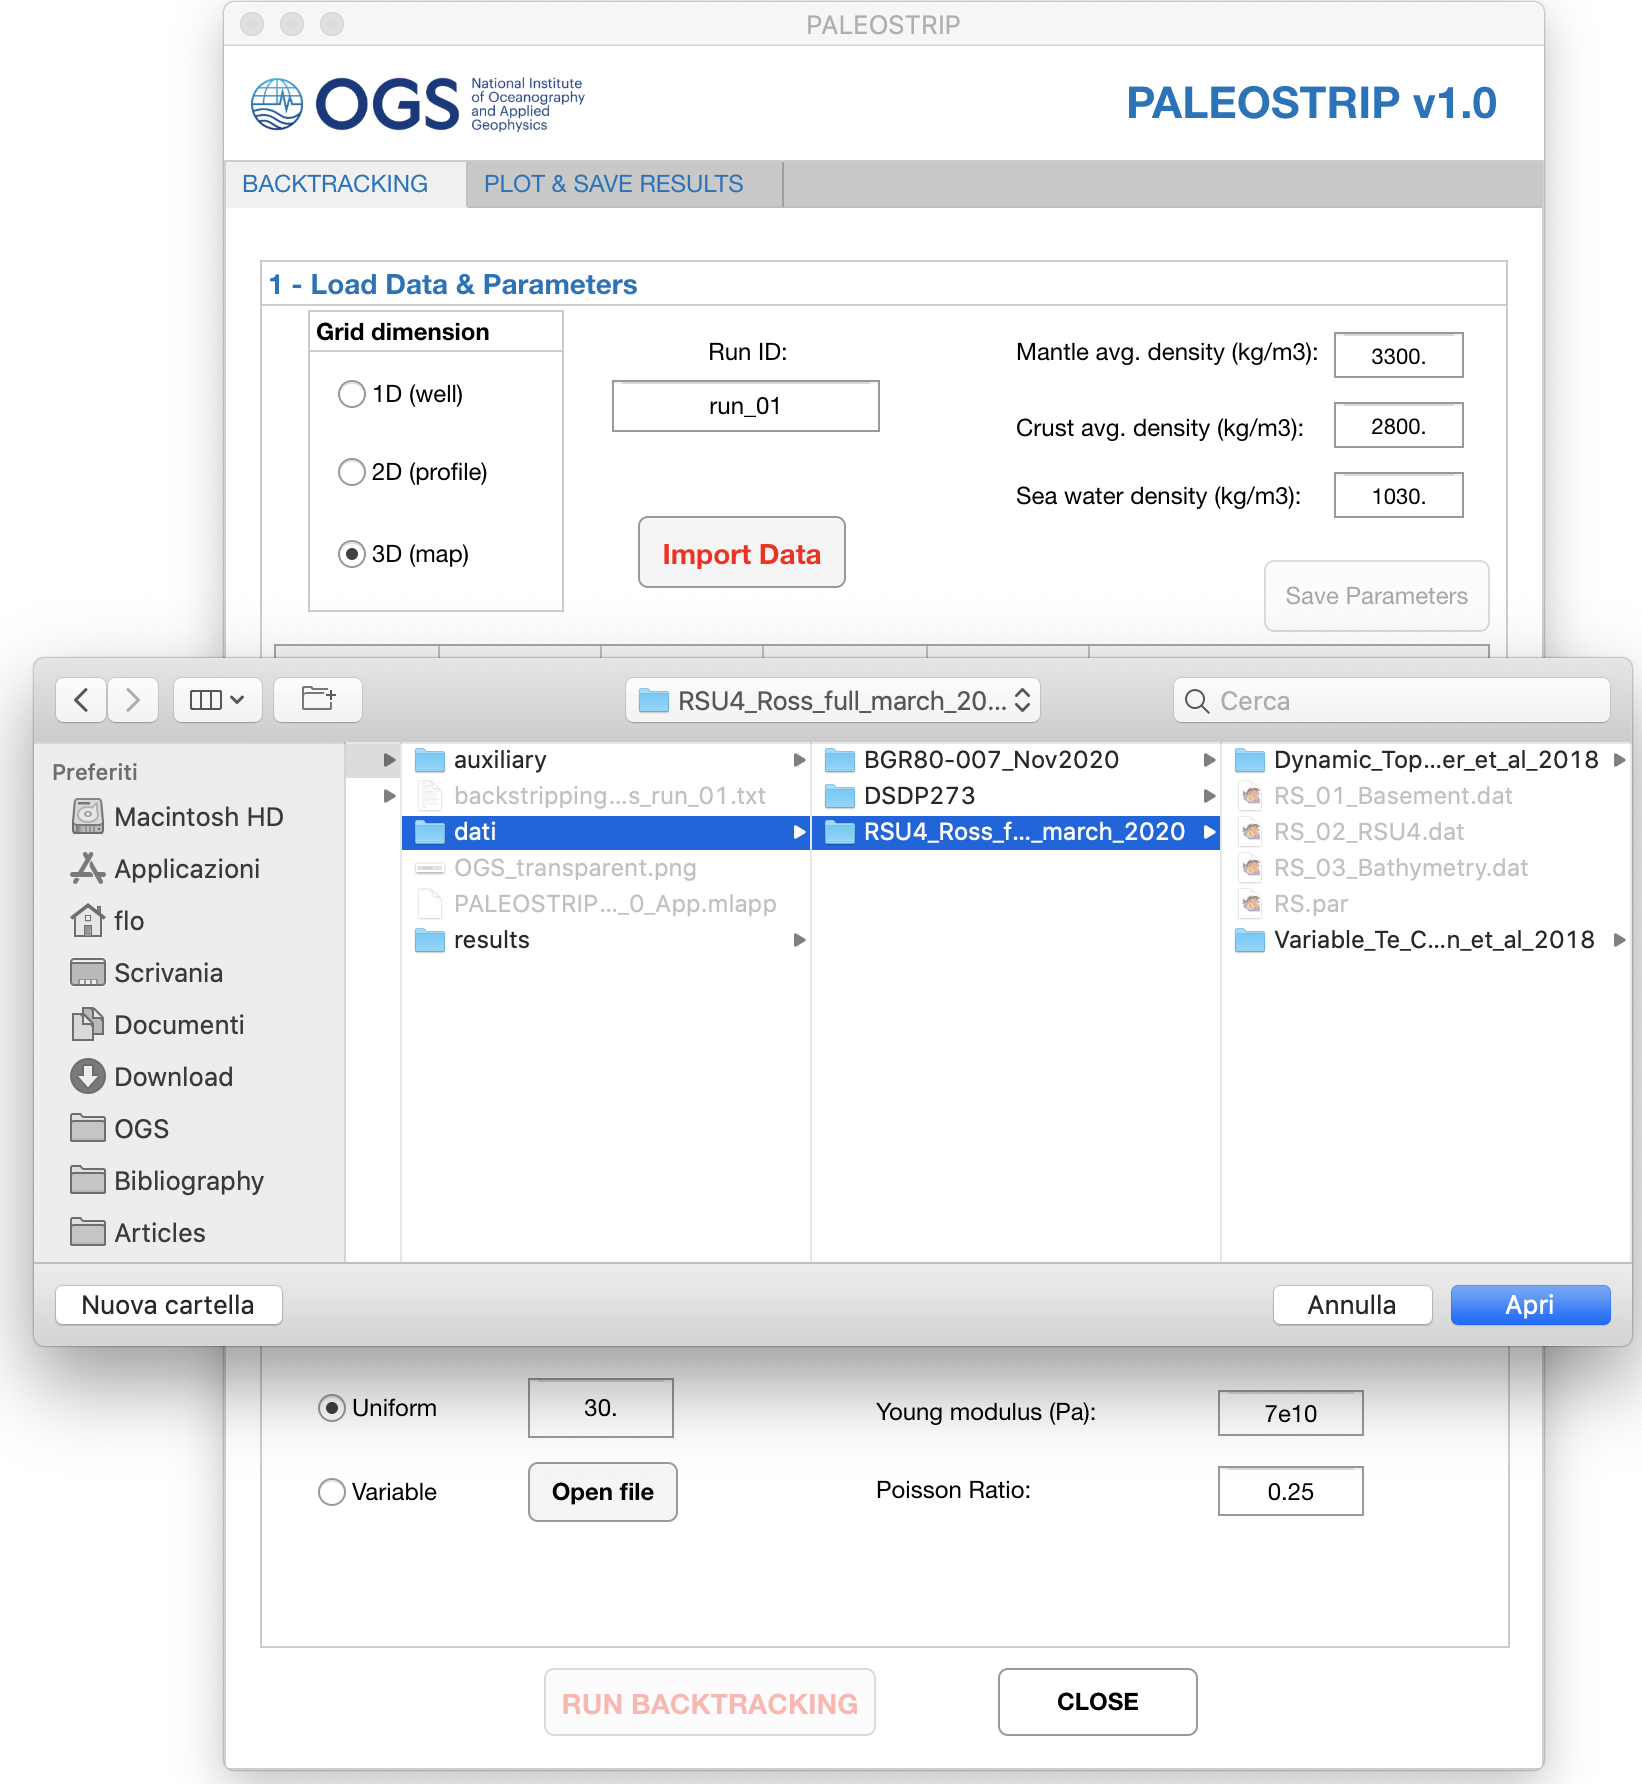 PALEOSTRIP
OGS
National Institute
of Oceanography
and Applied
Geophysics
PALEOSTRIP v1.0
BACKTRACKING
PLOT & SAVE RESULTS
1 - Load Data & Parameters
Grid dimension
1D (well)
2D (profile)
3D (map)
Run ID:
run_01
Import Data
Mantle avg. density (kg/m3):
3300.
Crust avg. density (kg/m3):
2800.
Sea water density (kg/m3):
1030.
Save Parameters
RSU4_Ross_full_march_20...
Cerca
Preferiti
Macintosh HD
Applicazioni
flo
Scrivania
Documenti
Download
OGS
Bibliography
Articles
auxiliary
backstripping...s_run_01.txt
dati
OGS_transparent.png
PALEOSTRIP..._0_App.mlapp
results
BGR80-007_Nov2020
DSDP273
RSU4_Ross_f..._march_2020
Dynamic_Top...er_et_al_2018
RS_01_Basement.dat
RS_02_RSU4.dat
RS_03_Bathymetry.dat
RS.par
Variable_Te_C...n_et_al_2018
Nuova cartella
Annulla
Apri
Uniform
30.
Variable
Open file
Young modulus (Pa):
7e10
Poisson Ratio:
0.25
RUN BACKTRACKING
CLOSE